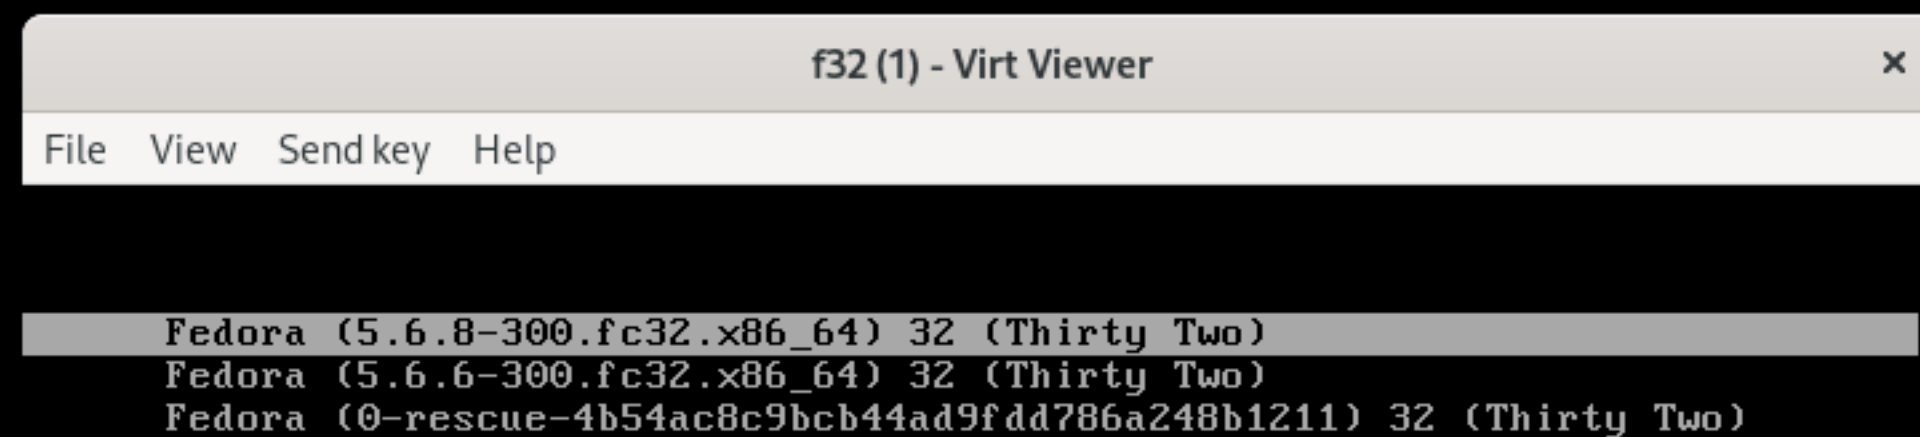 f32 (1) - Virt Viewer ×
File View Send key Help
Fedora (5.6.8-300.fc32.x86_64) 32 (Thirty Two)
Fedora (5.6.6-300.fc32.x86_64) 32 (Thirty Two)
Fedora (0-rescue-4b54ac8c9bcb44ad9fdd786a248b1211) 32 (Thirty Two)